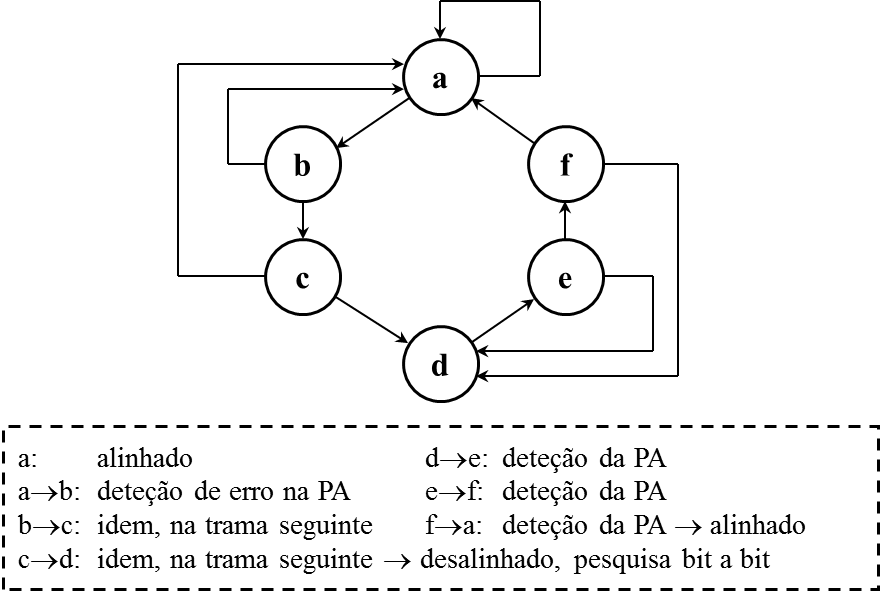 a
b
f
c
e
d
a: alinhado
d→e: deteção da PA
a→b: deteção de erro na PA
e→f: deteção da PA
b→c: idem, na trama seguinte
f→a: deteção da PA → alinhado
c→d: idem, na trama seguinte → desalinhado, pesquisa bit a bit